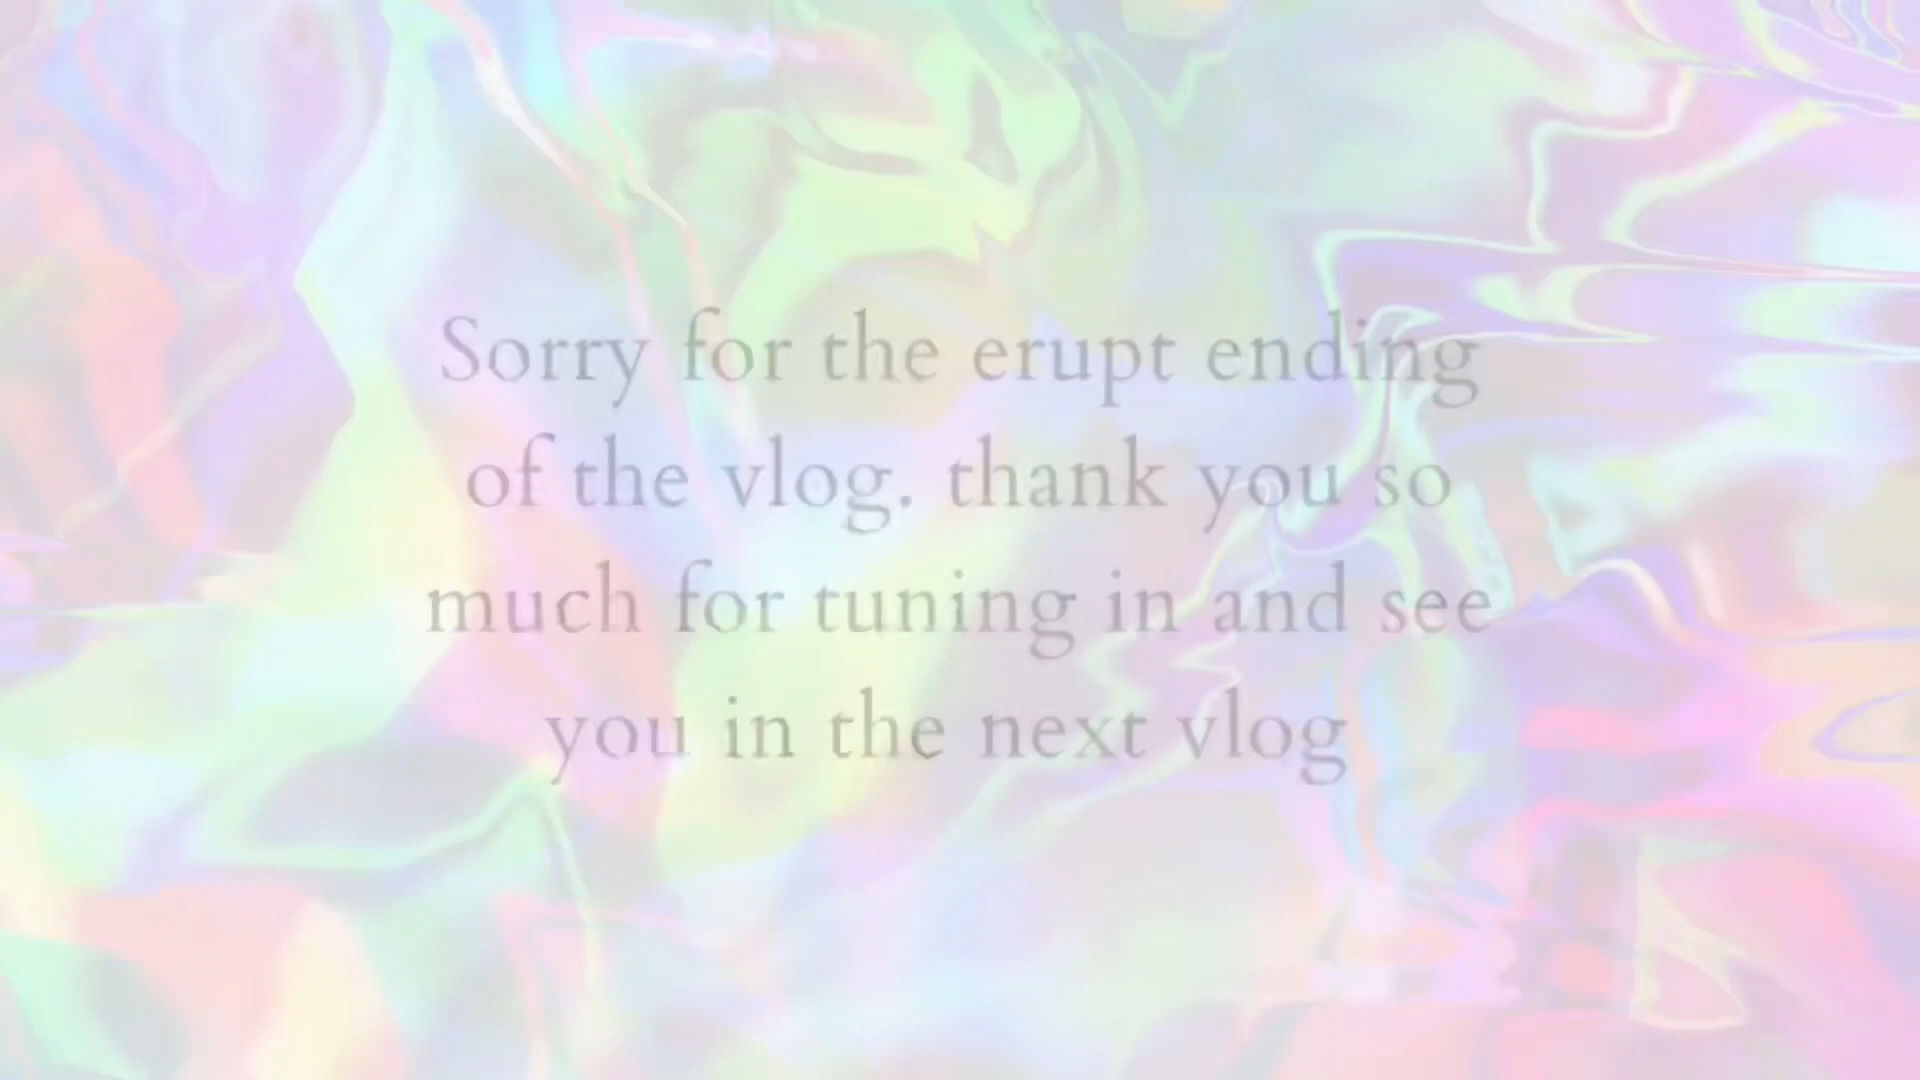 Sorry for the erupt ending
of the vlog. thank you so
much for tuning in and see
you in the next vlog